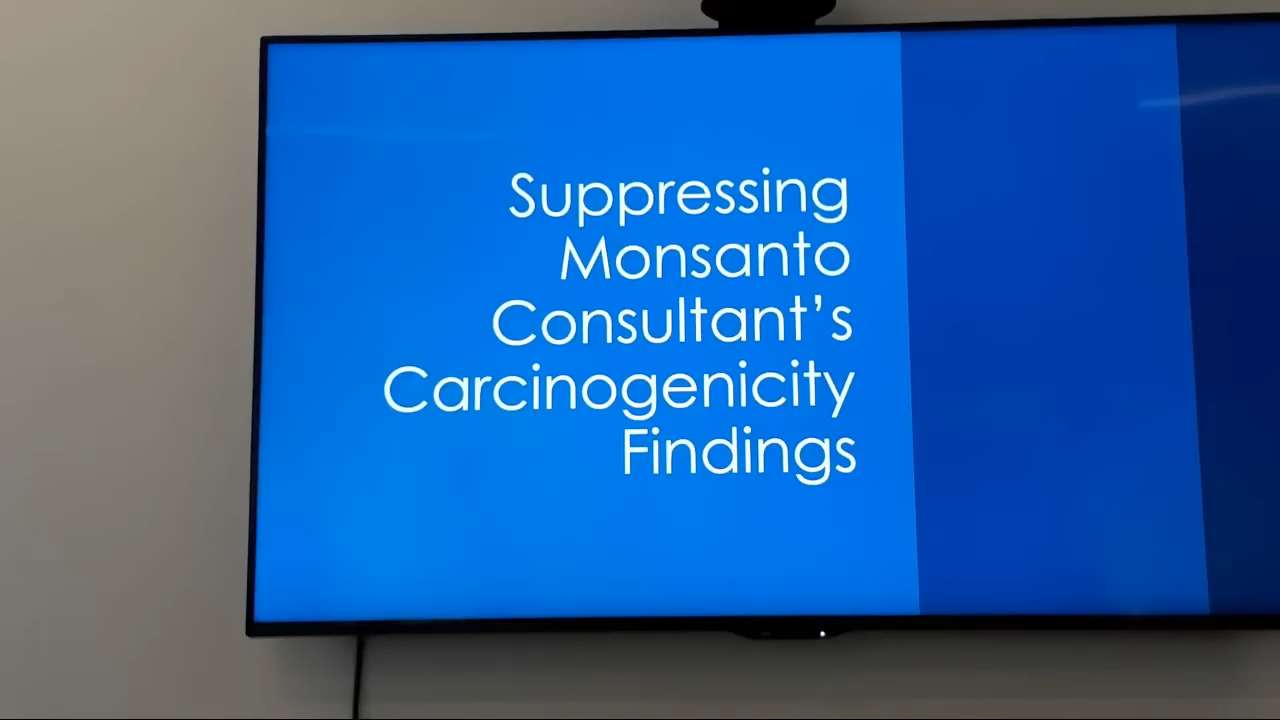 Suppressing
Monsanto
Consultant’s
Carcinogenicity
Findings